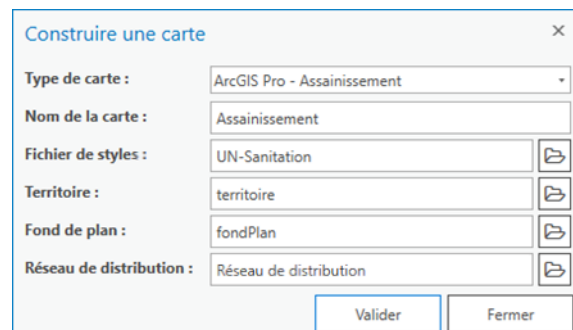 Construire une carte
Type de carte : ArcGIS Pro - Assainissement
Nom de la carte : Assainissement
Fichier de styles : UN-Sanitation
Territoire : territoire
Fond de plan : fondPlan
Réseau de distribution : Réseau de distribution
Valider Fermer